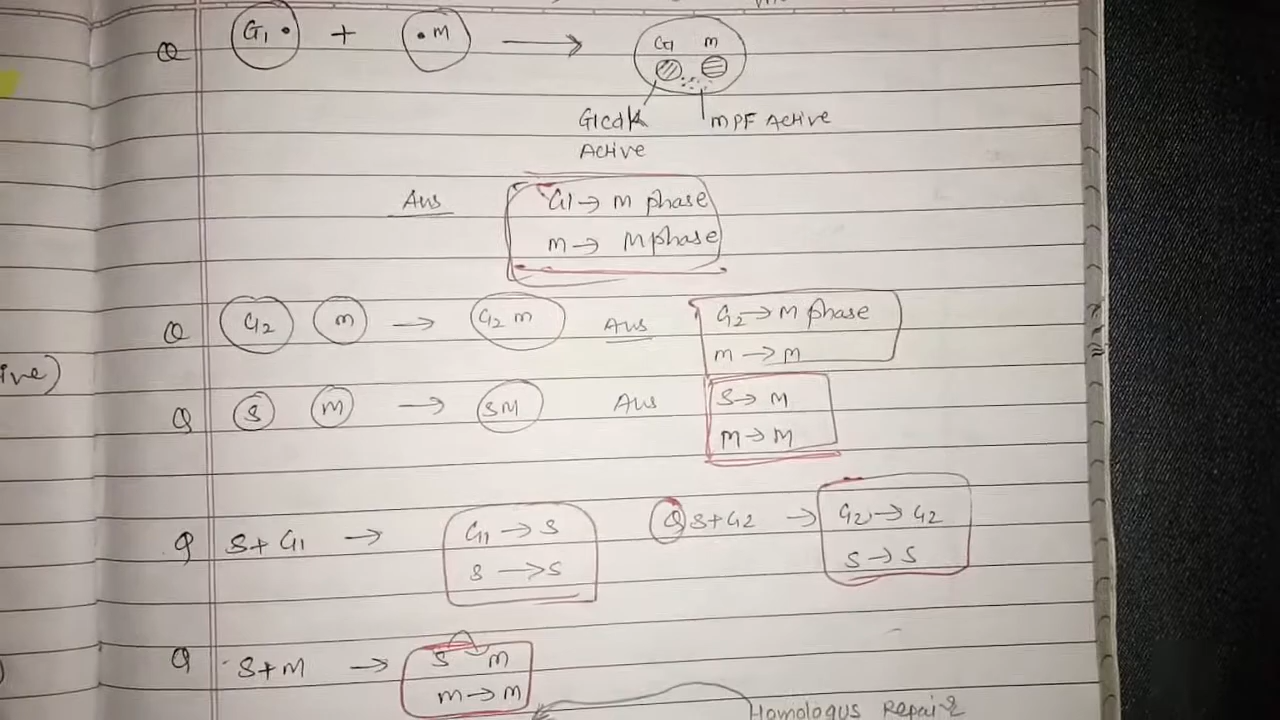 Q G1 • + • M → G1 M
G1cdk MPF Active
Active
Ans G1 → M phase
M → M phase
Q G2 M → G2 M Ans G2 → M phase
M → M
ive)
Q S M → SM Ans S → M
M → M
Q S + G1 → G1 → S
S → S
Q S+G2 → G2 → G2
S → S
Q S+M → S M
M → M
Homologus Repair